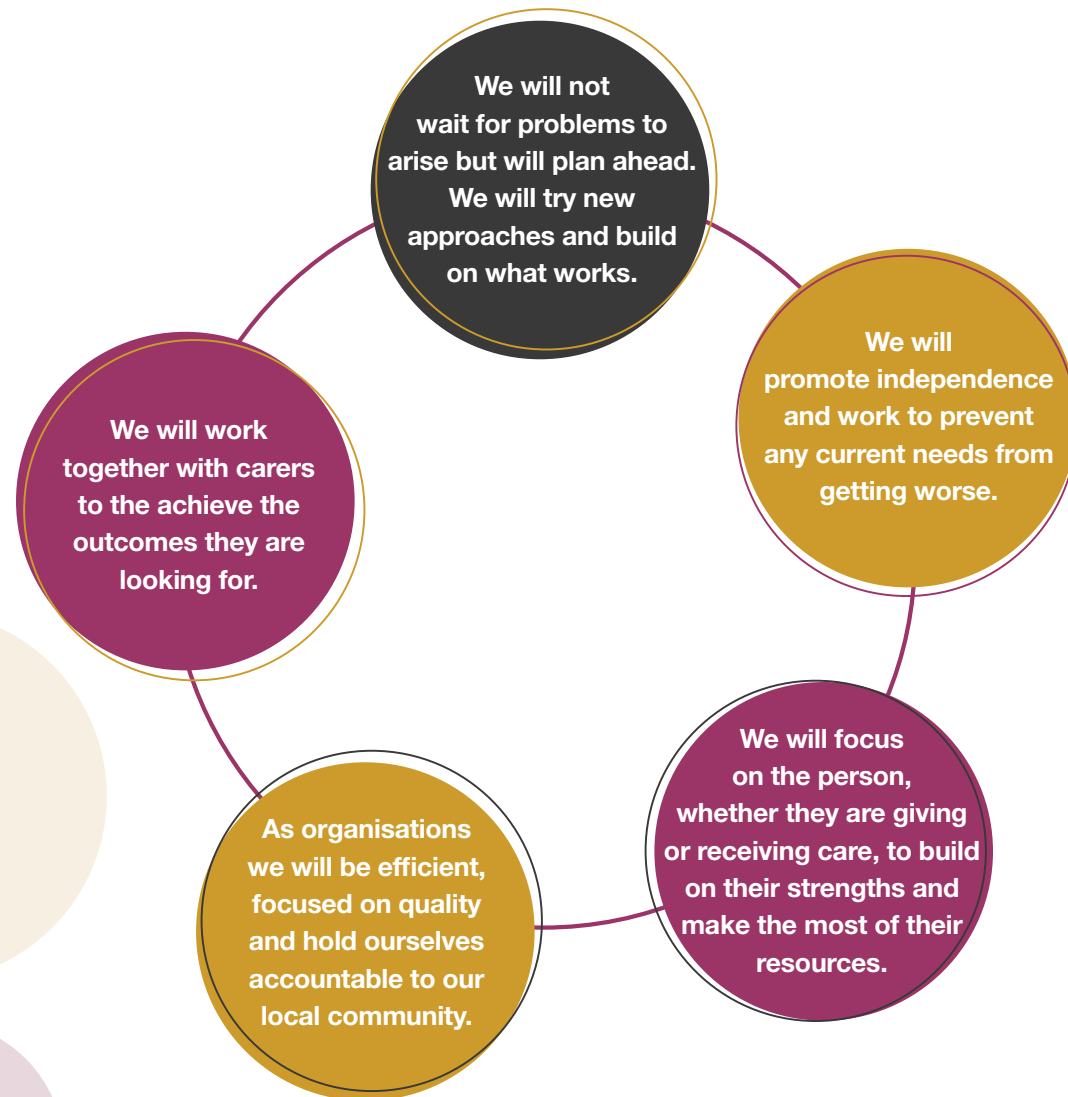 We will not
wait for problems to
arise but will plan ahead.
We will try new
approaches and build
on what works.
We will
promote independence
and work to prevent
any current needs from
getting worse.
We will focus
on the person,
whether they are giving
or receiving care, to build
on their strengths and
make the most of their
resources.
As organisations
we will be efficient,
focused on quality
and hold ourselves
accountable to our
local community.
We will work
together with carers
to the achieve the
outcomes they are
looking for.